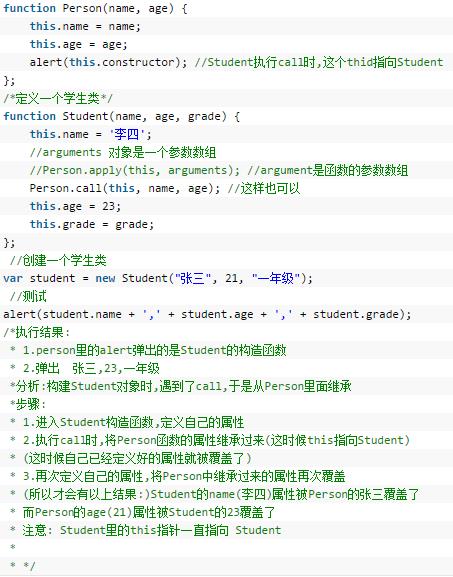 function Person(name, age) {
    this.name = name;
    this.age = age;
    alert(this.constructor); //Student执行call时,这个thid指向Student
};
/*定义一个学生类*/
function Student(name, age, grade) {
    this.name = '李四';
    //arguments 对象是一个参数数组
    //Person.apply(this, arguments); //argument是函数的参数数组
    Person.call(this, name, age); //这样也可以
    this.age = 23;
    this.grade = grade;
};
 //创建一个学生类
var student = new Student("张三", 21, "一年级");
 //测试
alert(student.name + ',' + student.age + ',' + student.grade);
/*执行结果:
 * 1.person里的alert弹出的是Student的构造函数
 * 2.弹出  张三,23,一年级
 *分析:构建Student对象时,遇到了call,于是从Person里面继承
 *步骤:
 * 1.进入Student构造函数,定义自己的属性
 * 2.执行call时,将Person函数的属性继承过来(这时候this指向Student)
 * (这时候自己已经定义好的属性就被覆盖了)
 * 3.再次定义自己的属性,将Person中继承过来的属性再次覆盖
 * (所以才会有以上结果:)Student的name(李四)属性被Person的张三覆盖了
 * 而Person的age(21)属性被Student的23覆盖了
 * 注意: Student里的this指针一直指向 Student
 *
 * */